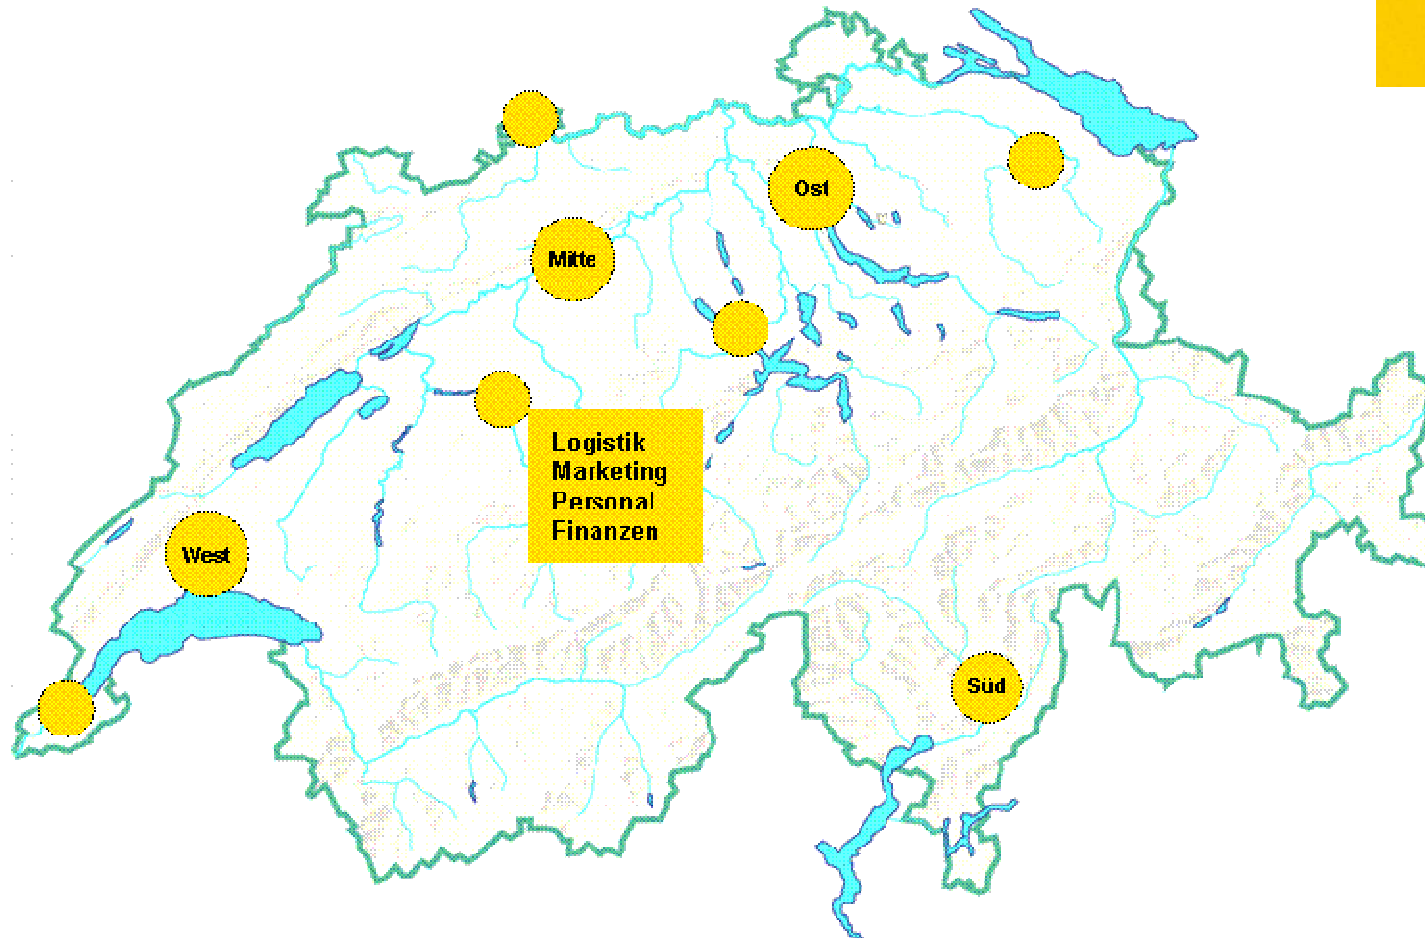 Ost
Mitte
Logistik
Marketing
Personal
Finanzen
West
Süd